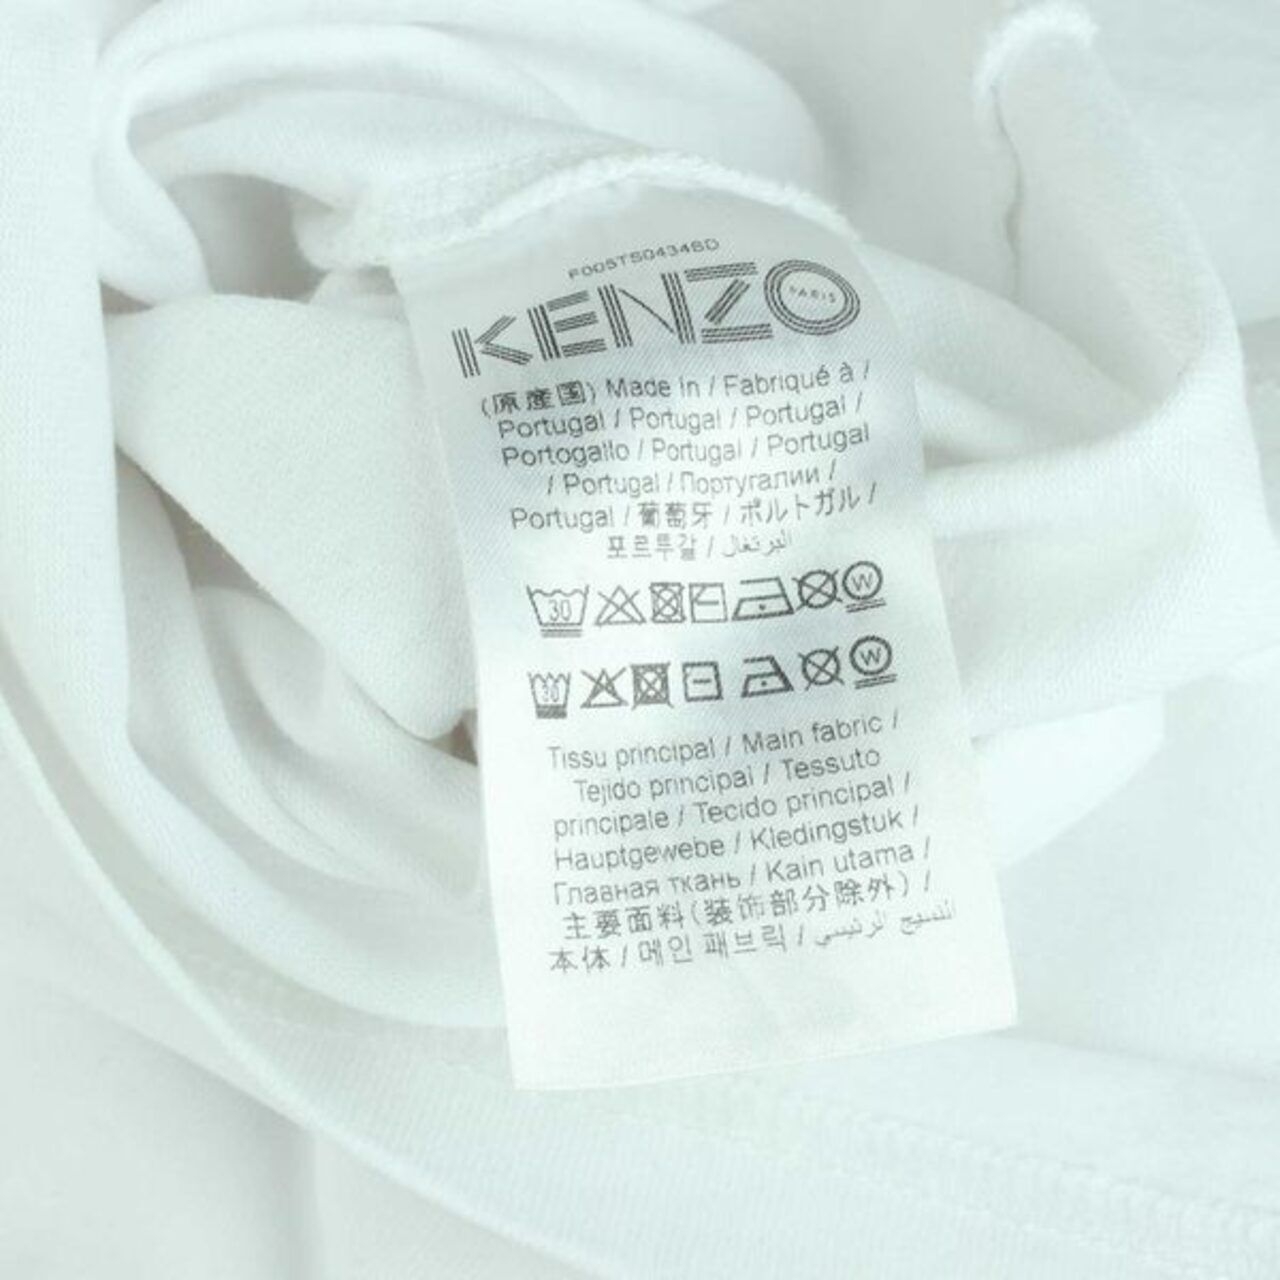 F005TS0434SD
KENZO PARIS
(原産国) Made in / Fabriqué à /
Portugal / Portugal / Portugal /
Portogallo / Portugal / Portugal
/ Portugal / Португалии /
Portugal / 葡萄牙 / ポルトガル /
포르투갈 / البرتغال
30 W
30 W
Tissu principal / Main fabric /
Tejido principal / Tessuto
principale / Tecido principal /
Hauptgewebe / Kledingstuk /
Главная ткань / Kain utama /
主要面料(装饰部分除外) /
本体 / 메인 패브릭 / النسيج الرئيسي